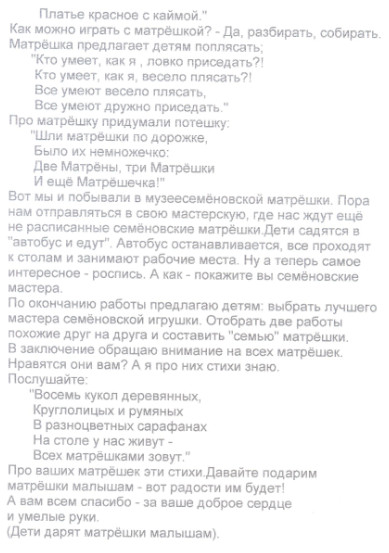 Платье красное с каймой."
Как можно играть с матрёшкой? - Да, разбирать, собирать.
Матрёшка предлагает детям поплясать;
"Кто умеет, как я , ловко приседать?!
Кто умеет, как я, весело плясать?!
Все умеют весело плясать,
Все умеют дружно приседать."
Про матрёшку придумали потешку:
"Шли матрёшки по дорожке,
Было их немножечко:
Две Матрёны, три Матрёшки
И ещё Матрёшечка!"
Вот мы и побывали в музеесемёновской матрёшки. Пора
нам отправляться в свою мастерскую, где нас ждут ещё
не расписанные семёновские матрёшки.Дети садятся в
"автобус и едут". Автобус останавливается, все проходят
к столам и занимают рабочие места. Ну а теперь самое
интересное - роспись. А как - покажите вы семёновские
мастера.
По окончанию работы предлагаю детям: выбрать лучшего
мастера семёновской игрушки. Отобрать две работы
похожие друг на друга и составить "семью" матрёшки.
В заключение обращаю внимание на всех матрёшек.
Нравятся они вам? А я про них стихи знаю.
Послушайте:
"Восемь кукол деревянных,
Круглолицых и румяных
В разноцветных сарафанах
На столе у нас живут -
Всех матрёшками зовут."
Про ваших матрёшек эти стихи.Давайте подарим
матрёшки малышам - вот радости им будет!
А вам всем спасибо - за ваше доброе сердце
и умелые руки.
(Дети дарят матрёшки малышам).